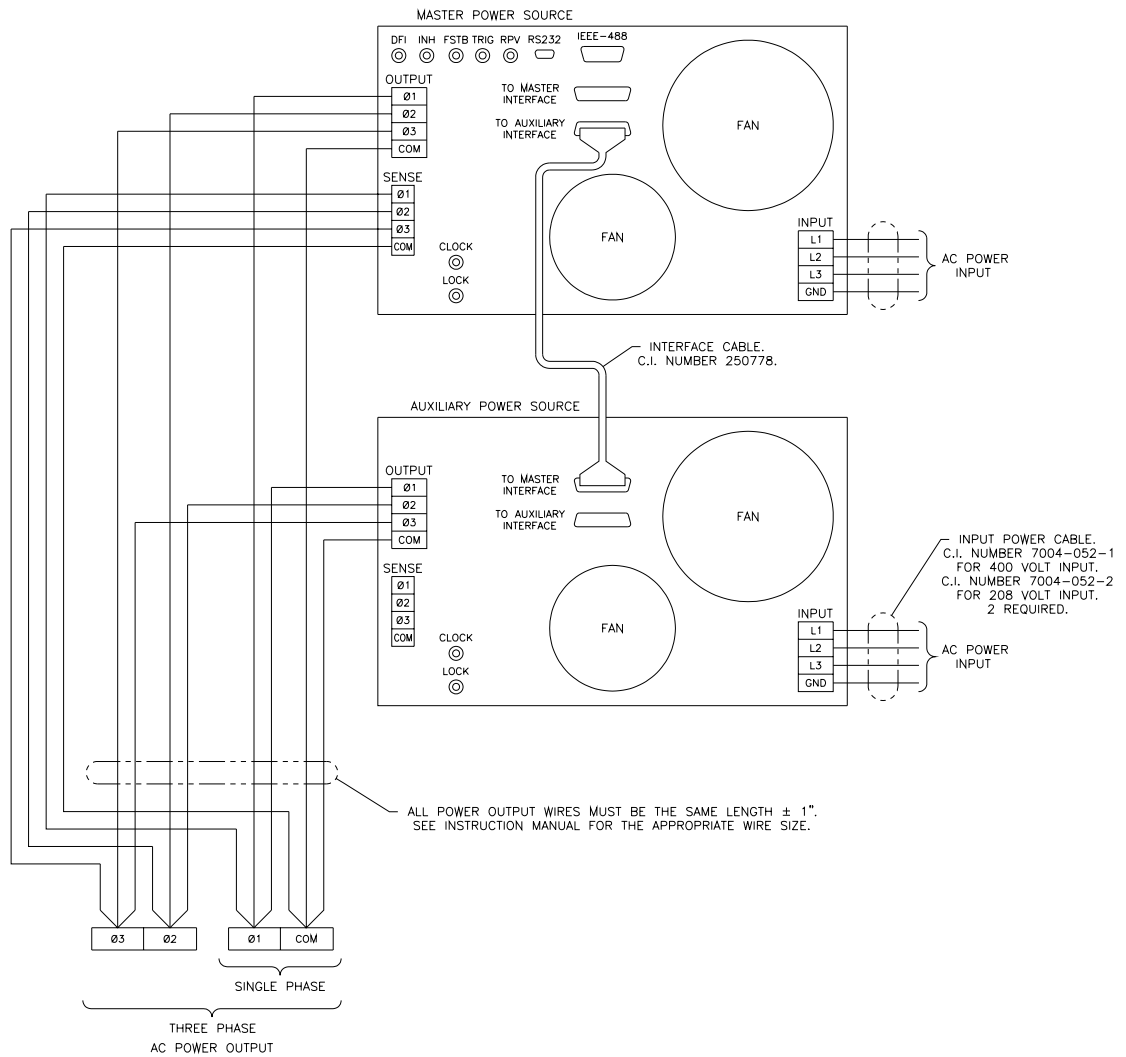 MASTER POWER SOURCE
DFI INH FSTB TRIG RPV RS232 IEEE-488
OUTPUT
Ø1
Ø2
Ø3
COM
TO MASTER
INTERFACE
TO AUXILIARY
INTERFACE
FAN
SENSE
Ø1
Ø2
Ø3
COM
CLOCK
LOCK
FAN
INPUT
L1
L2
L3
GND
AC POWER
INPUT
INTERFACE CABLE.
C.I. NUMBER 250778.
AUXILIARY POWER SOURCE
OUTPUT
Ø1
Ø2
Ø3
COM
TO MASTER
INTERFACE
TO AUXILIARY
INTERFACE
FAN
SENSE
Ø1
Ø2
Ø3
COM
CLOCK
LOCK
FAN
INPUT
L1
L2
L3
GND
AC POWER
INPUT
INPUT POWER CABLE.
C.I. NUMBER 7004-052-1
FOR 400 VOLT INPUT.
C.I. NUMBER 7004-052-2
FOR 208 VOLT INPUT.
2 REQUIRED.
ALL POWER OUTPUT WIRES MUST BE THE SAME LENGTH ± 1".
SEE INSTRUCTION MANUAL FOR THE APPROPRIATE WIRE SIZE.
Ø3 Ø2 Ø1 COM
SINGLE PHASE
THREE PHASE
AC POWER OUTPUT